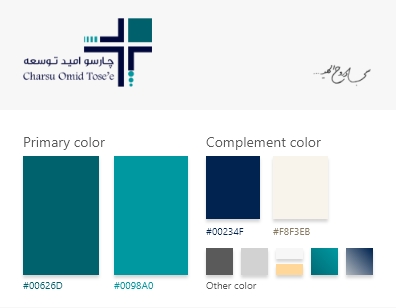 چارسو امید توسعه
Charsu Omid Tose'e
Primary color
Complement color
#00234F
#F8F3EB
#00626D
#0098A0
Other color